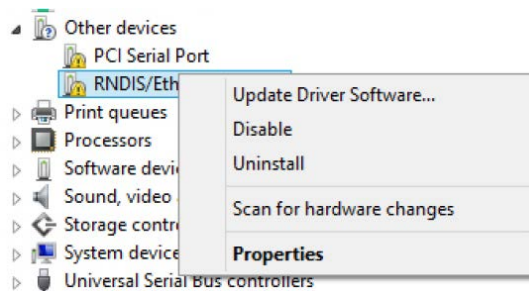 Other devices
PCI Serial Port
RNDIS/Eth
Update Driver Software...
Print queues
Disable
Processors
Uninstall
Software devi
Sound, video
Scan for hardware changes
Storage contr
System device
Properties
Universal Serial Bus controllers